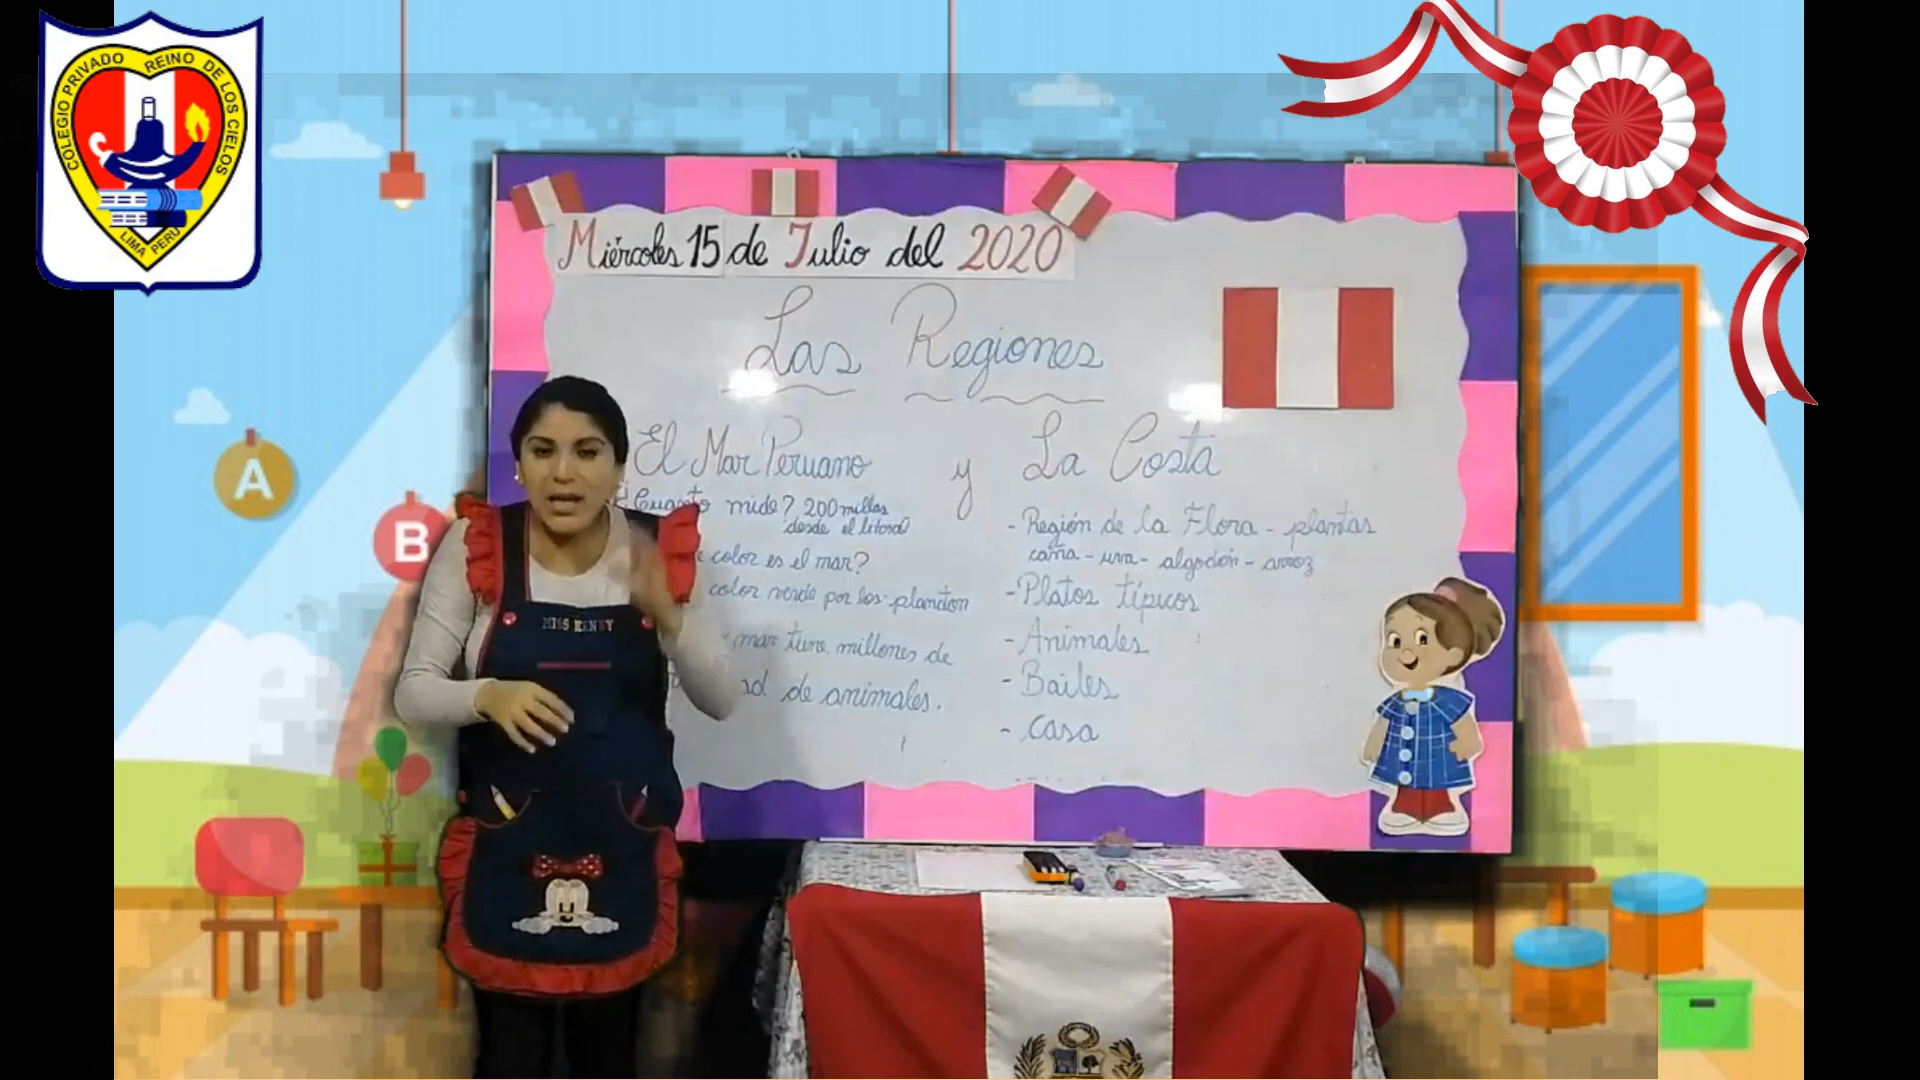 COLEGIO PRIVADO REINO DE LOS CIELOS
LIMA PERU
A
B
Miércoles 15 de Julio del 2020
Las Regiones
El Mar Peruano y La Costa
¿Cuanto mide? 200 millas
desde el litoral
color es el mar?
color verde por los plancton
mar tiene millones de
de animales.
- Región de la Flora - plantas
caña - uva - algodón - arroz
- Platos típicos
- Animales
- Bailes
- Casa
MISS KENNY